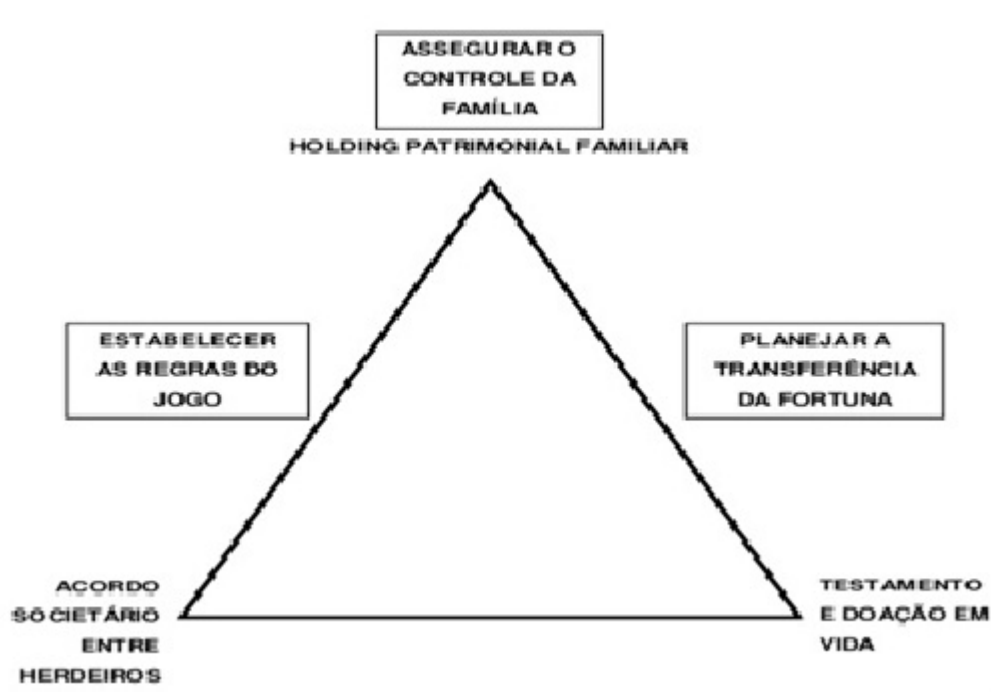 ASSEGURAR O
CONTROLE DA
FAMÍLIA
HOLDING PATRIMONIAL FAMILIAR
ESTABELECER
AS REGRAS DO
JOGO
PLANEJAR A
TRANSFERÊNCIA
DA FORTUNA
ACORDO
SOCIETÁRIO
ENTRE
HERDEIROS
TESTAMENTO
E DOAÇÃO EM
VIDA